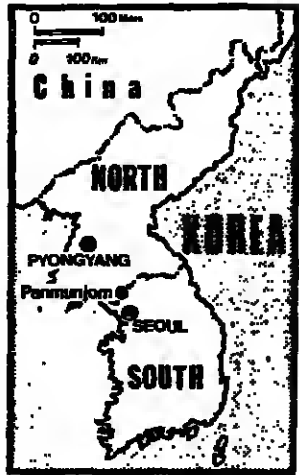 0 100 Miles
0 100 Km
China
NORTH
KOREA
PYONGYANG
Panmunjom
SEOUL
SOUTH